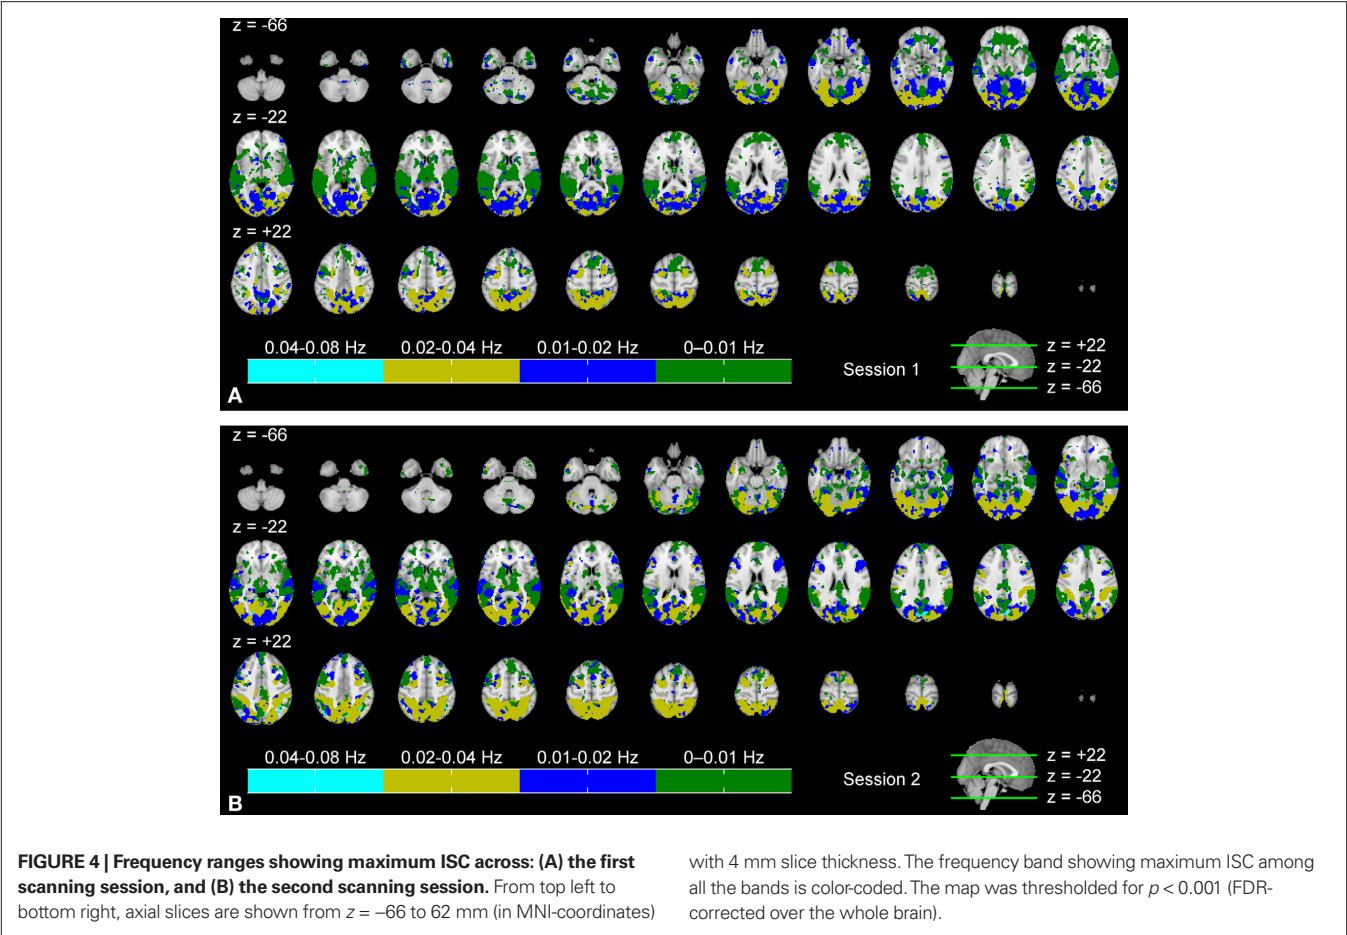 z = -66
z = -22
z = +22
0.04-0.08 Hz 0.02-0.04 Hz 0.01-0.02 Hz 0–0.01 Hz
Session 1
z = +22
z = -22
z = -66
A
z = -66
z = -22
z = +22
0.04-0.08 Hz 0.02-0.04 Hz 0.01-0.02 Hz 0–0.01 Hz
Session 2
z = +22
z = -22
z = -66
B
FIGURE 4 | Frequency ranges showing maximum ISC across: (A) the first
scanning session, and (B) the second scanning session. From top left to
bottom right, axial slices are shown from z = –66 to 62 mm (in MNI-coordinates)
with 4 mm slice thickness. The frequency band showing maximum ISC among
all the bands is color-coded. The map was thresholded for p < 0.001 (FDR-
corrected over the whole brain).